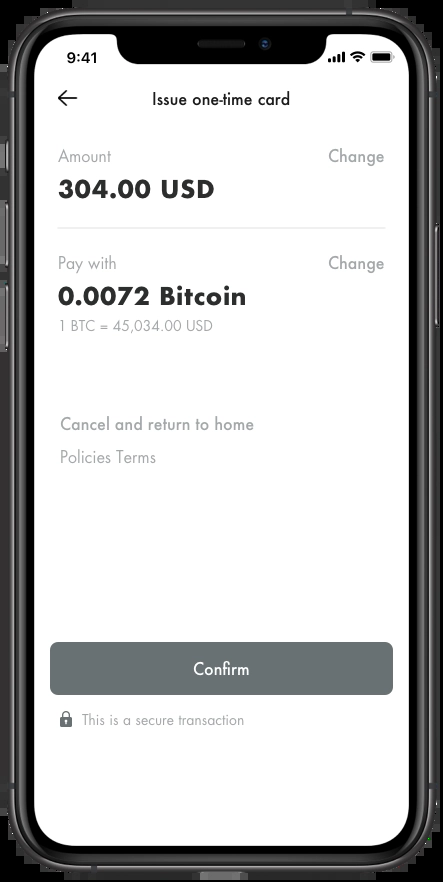 9:41
Issue one-time card
Amount
Change
304.00 USD
Pay with
Change
0.0072 Bitcoin
1 BTC = 45,034.00 USD
Cancel and return to home
Policies Terms
Confirm
This is a secure transaction